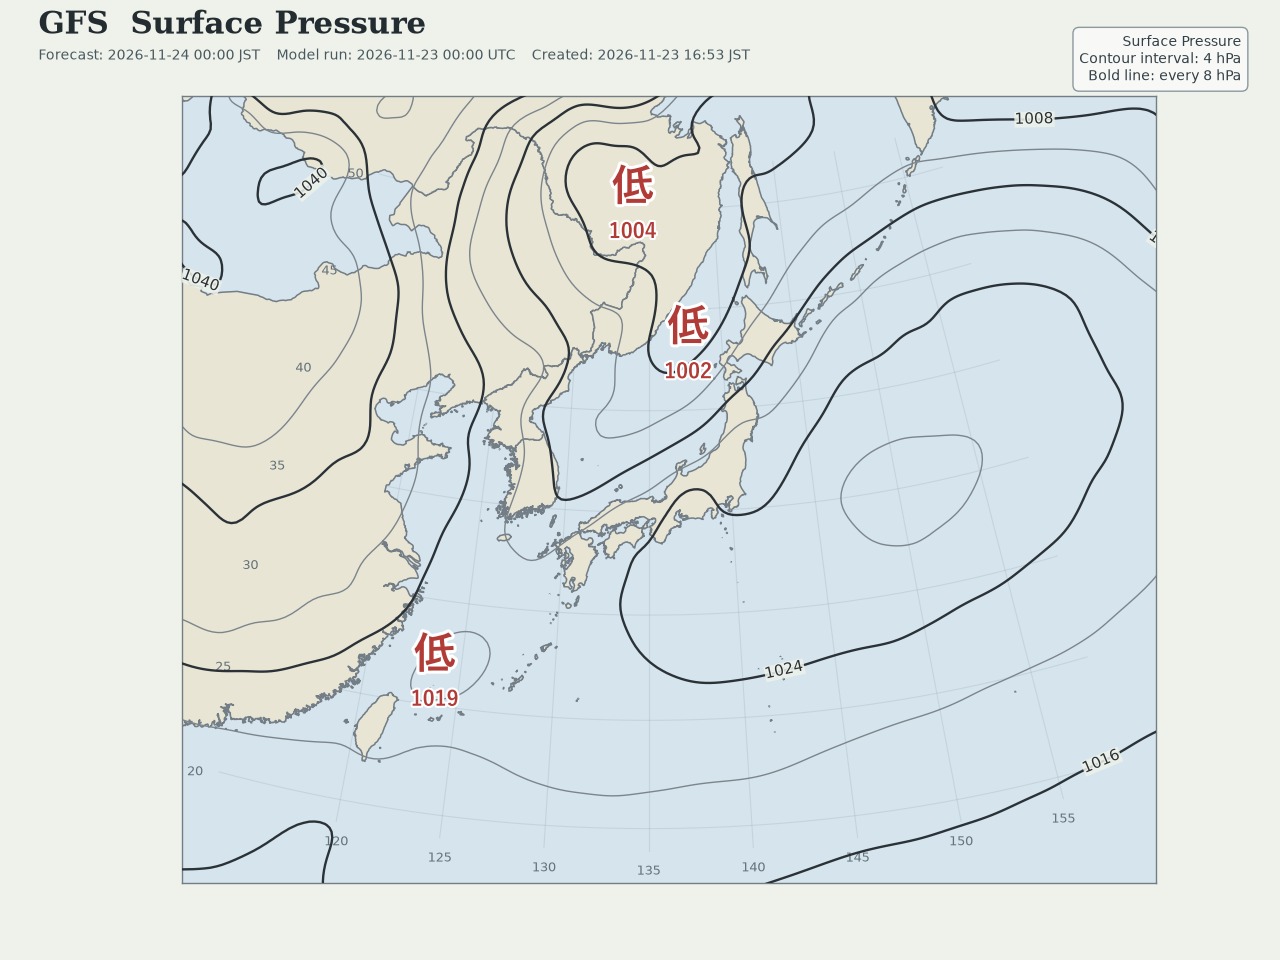 GFS  Surface Pressure
Forecast: 2026-11-24 00:00 JST    Model run: 2026-11-23 00:00 UTC    Created: 2026-11-23 16:53 JST
Surface Pressure
Contour interval: 4 hPa
Bold line: every 8 hPa
1008
50
1040
低
1004
45
1040
低
1002
40
35
30
低
1019
25
1024
20
1016
120
125
130
135
140
145
150
155